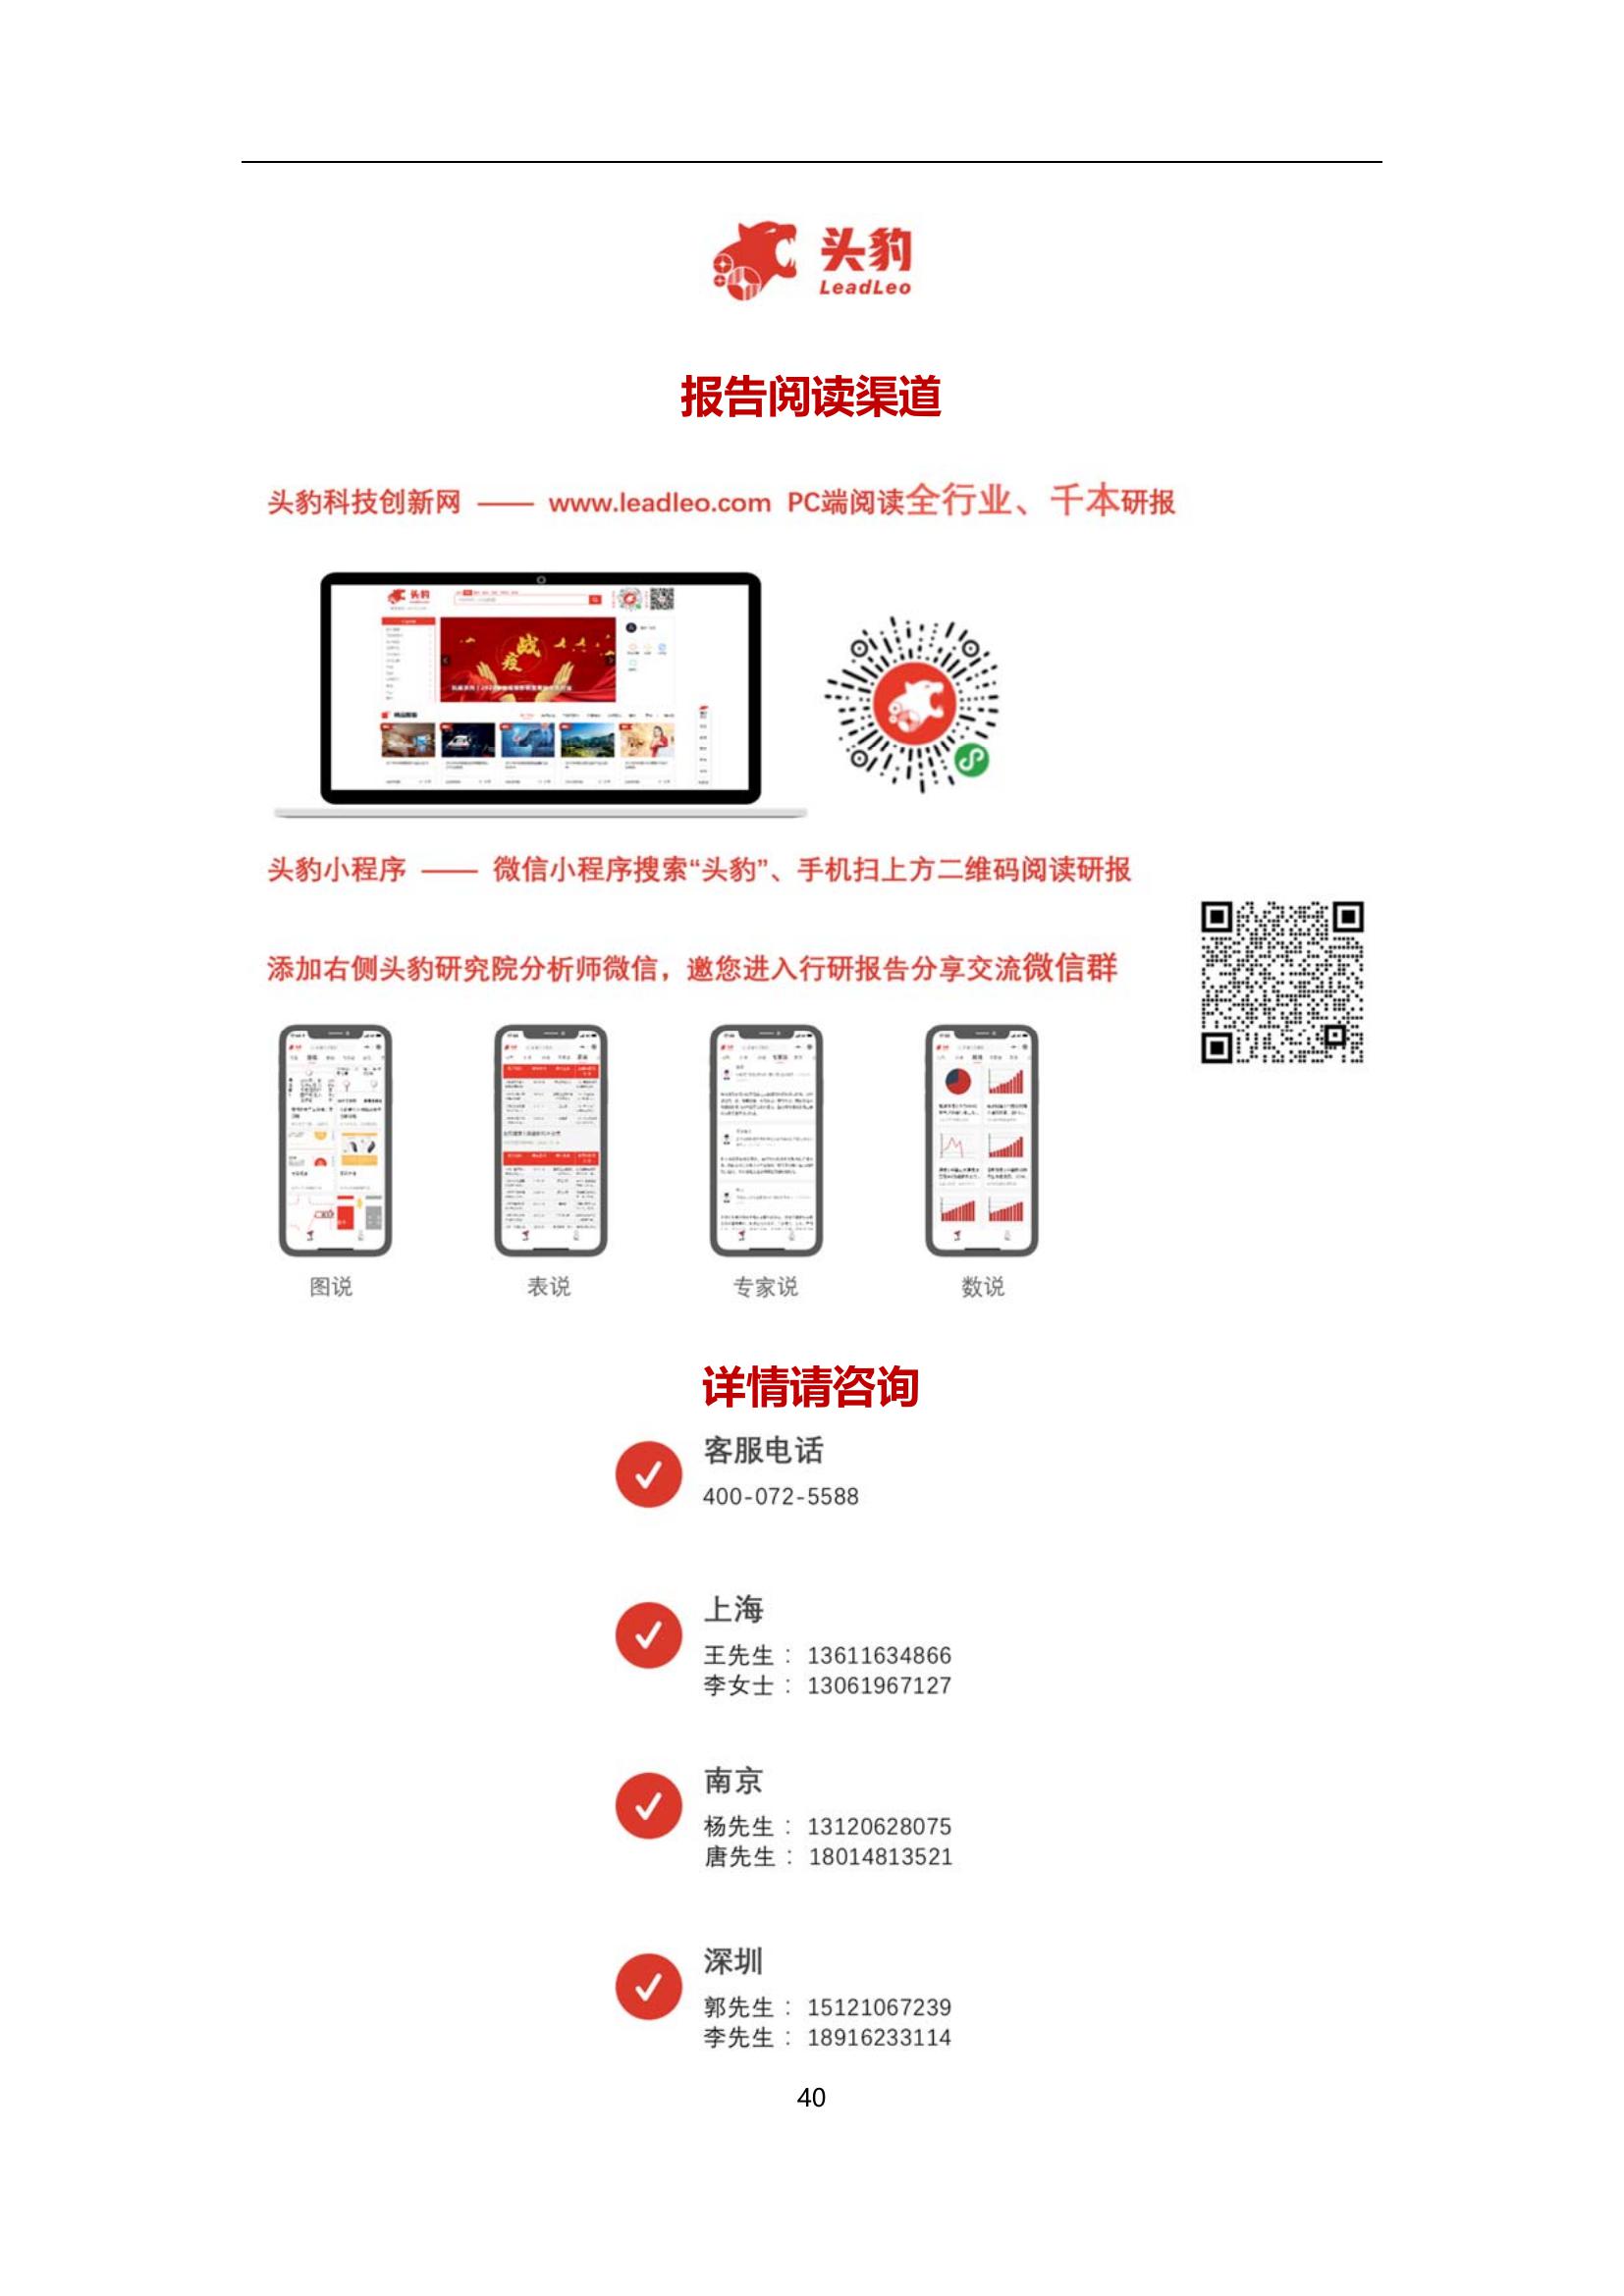 头豹
LeadLeo
报告阅读渠道
头豹科技创新网 —— www.leadleo.com PC端阅读全行业、千本研报
头豹
战
疫
头豹小程序 —— 微信小程序搜索“头豹”、手机扫上方二维码阅读研报
添加右侧头豹研究院分析师微信，邀您进入行研报告分享交流微信群
图说 表说 专家说 数说
详情请咨询
客服电话
400-072-5588
上海
王先生：13611634866
李女士：13061967127
南京
杨先生：13120628075
唐先生：18014813521
深圳
郭先生：15121067239
李先生：18916233114
40